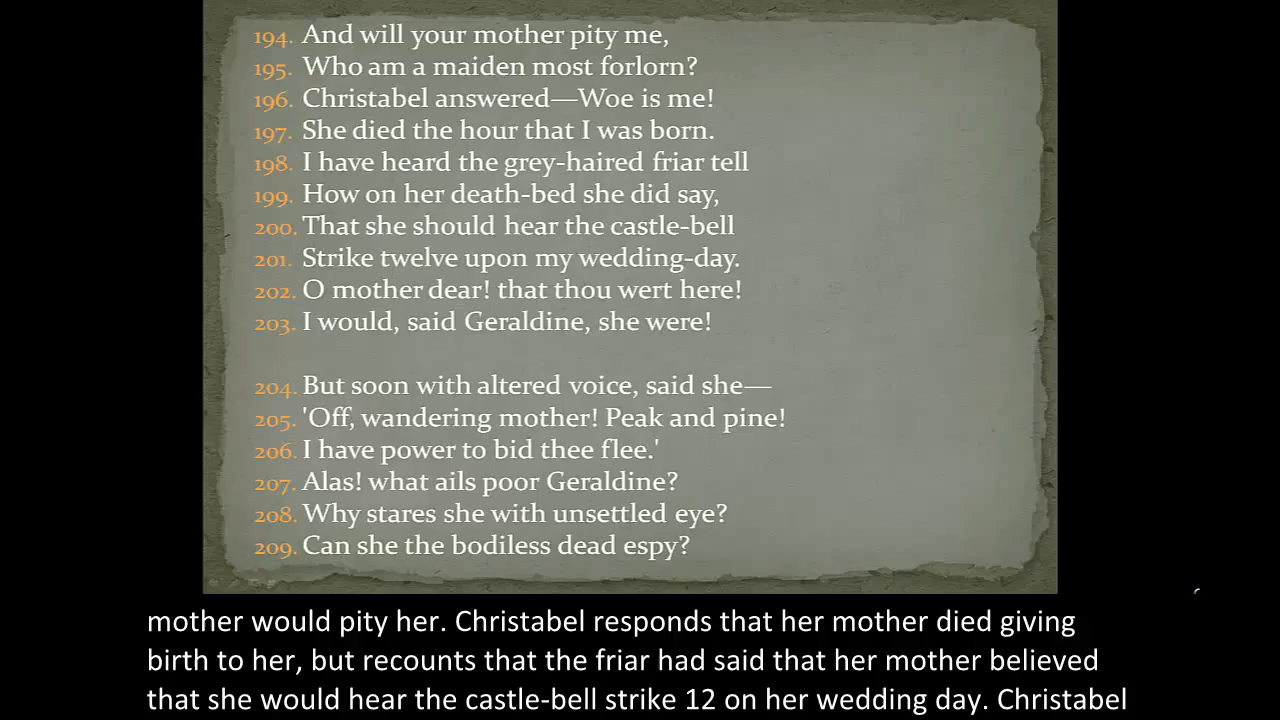 194. And will your mother pity me,
195. Who am a maiden most forlorn?
196. Christabel answered—Woe is me!
197. She died the hour that I was born.
198. I have heard the grey-haired friar tell
199. How on her death-bed she did say,
200. That she should hear the castle-bell
201. Strike twelve upon my wedding-day.
202. O mother dear! that thou wert here!
203. I would, said Geraldine, she were!
204. But soon with altered voice, said she—
205. 'Off, wandering mother! Peak and pine!
206. I have power to bid thee flee.'
207. Alas! what ails poor Geraldine?
208. Why stares she with unsettled eye?
209. Can she the bodiless dead espy?
mother would pity her. Christabel responds that her mother died giving
birth to her, but recounts that the friar had said that her mother believed
that she would hear the castle-bell strike 12 on her wedding day. Christabel